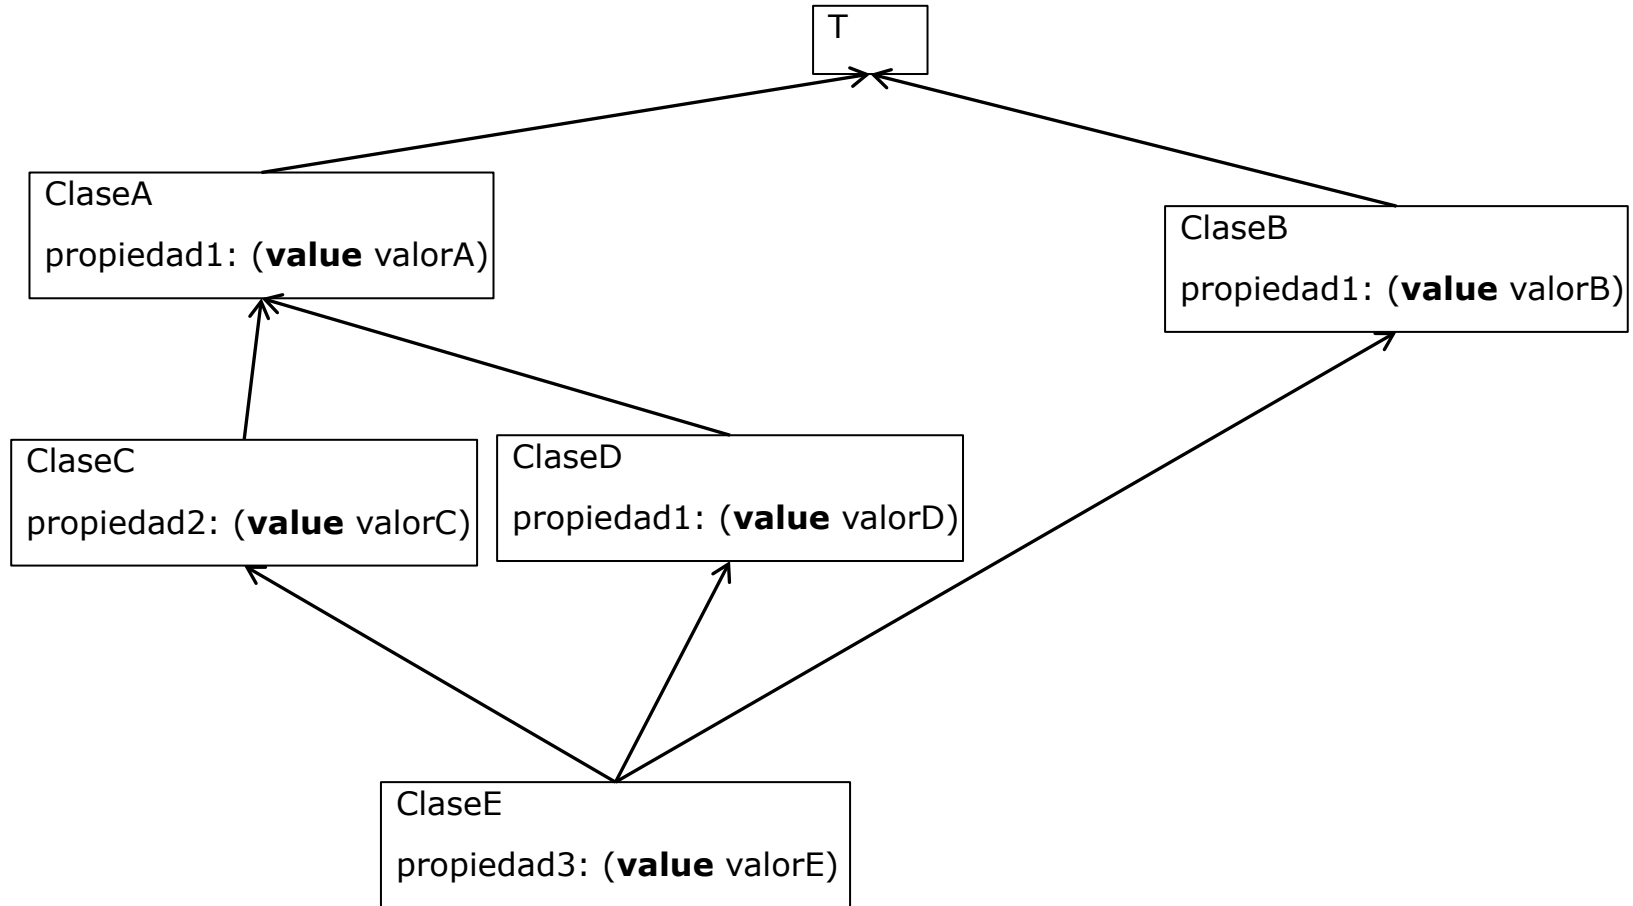 T
ClaseA
propiedad1: (value valorA)
ClaseB
propiedad1: (value valorB)
ClaseC
propiedad2: (value valorC)
ClaseD
propiedad1: (value valorD)
ClaseE
propiedad3: (value valorE)